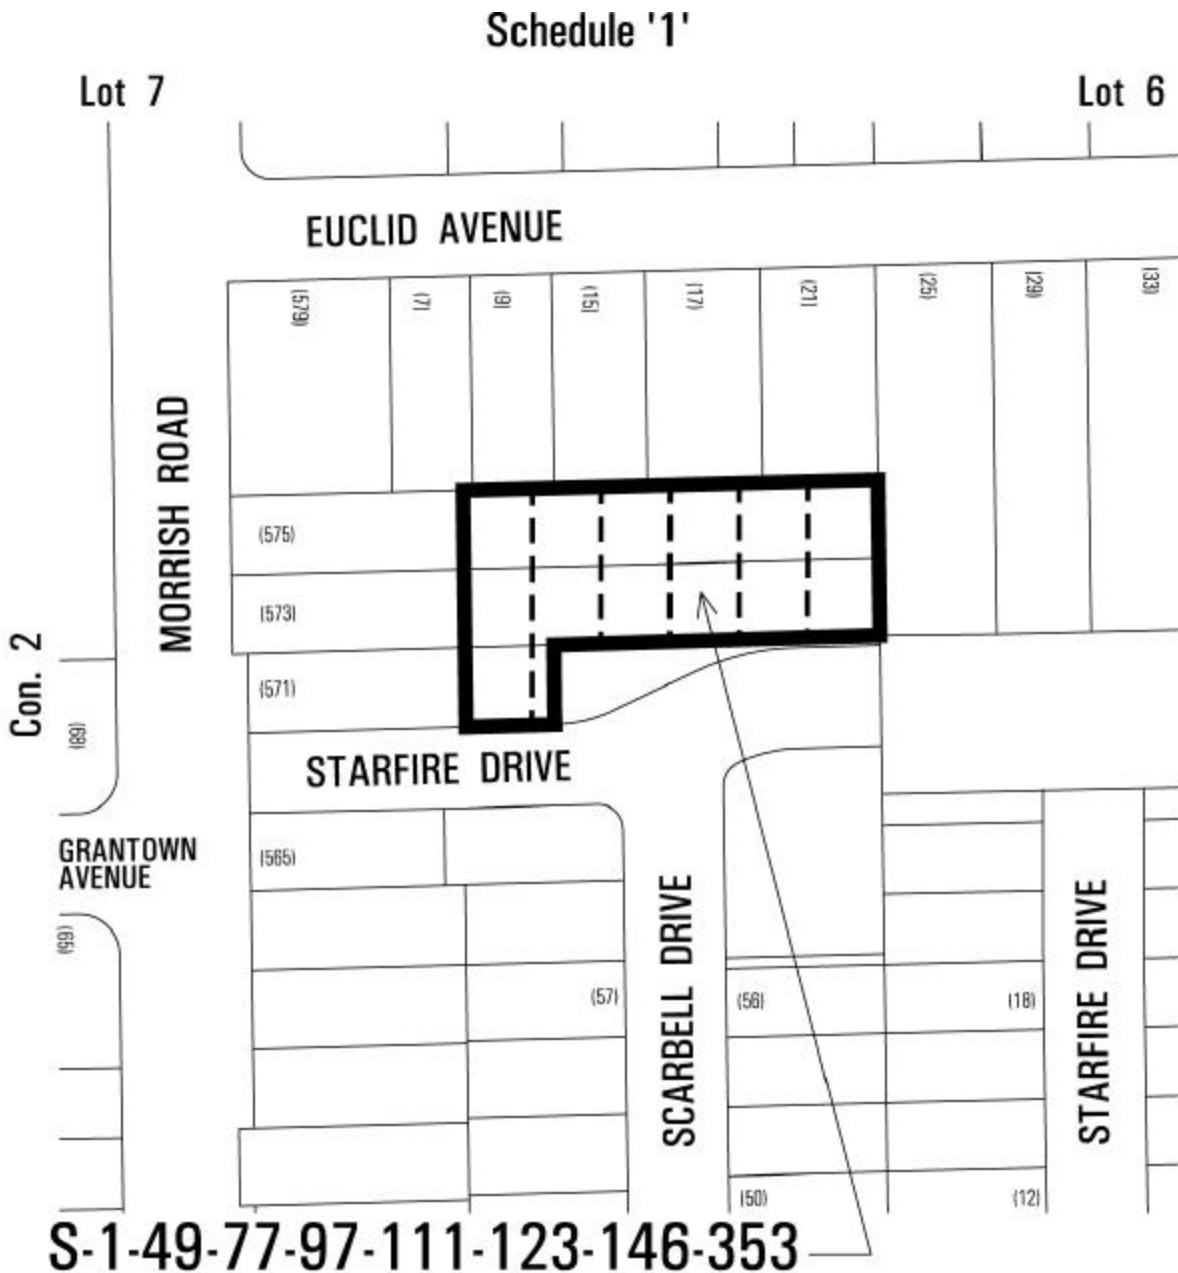 Schedule '1'
Lot 7
Lot 6
EUCLID AVENUE
(579)
(7)
(9)
(15)
(17)
(21)
(25)
(29)
(33)
MORRISH ROAD
(575)
(573)
(571)
Con. 2
(68)
STARFIRE DRIVE
GRANTOWN
AVENUE
(565)
(65)
SCARBELL DRIVE
STARFIRE DRIVE
(57)
(56)
(18)
(50)
(12)
S-1-49-77-97-111-123-146-353